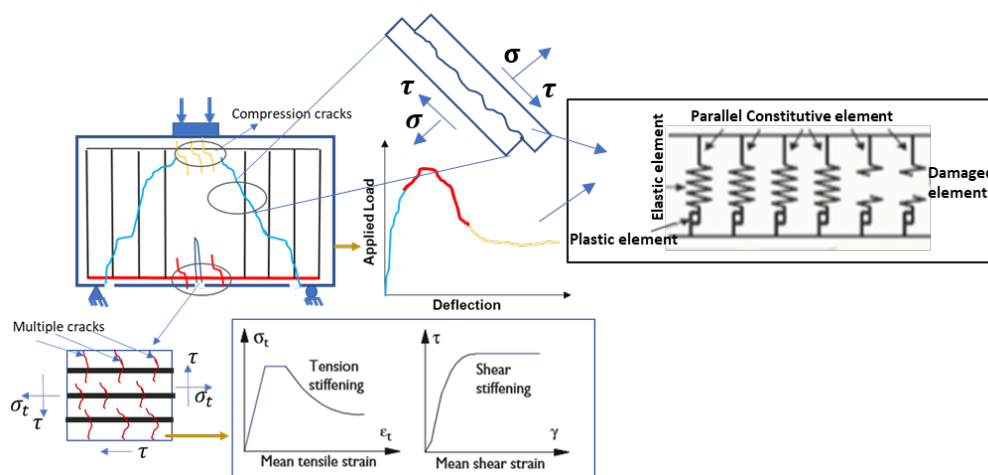 Compression cracks
σ
τ
τ
σ
Parallel Constitutive element
Elastic element
Damaged
element
Plastic element
Applied Load
Deflection
Multiple cracks
τ
σt
τ
σt
τ
σt
Tension
stiffening
εt
Mean tensile strain
τ
Shear
stiffening
γ
Mean shear strain